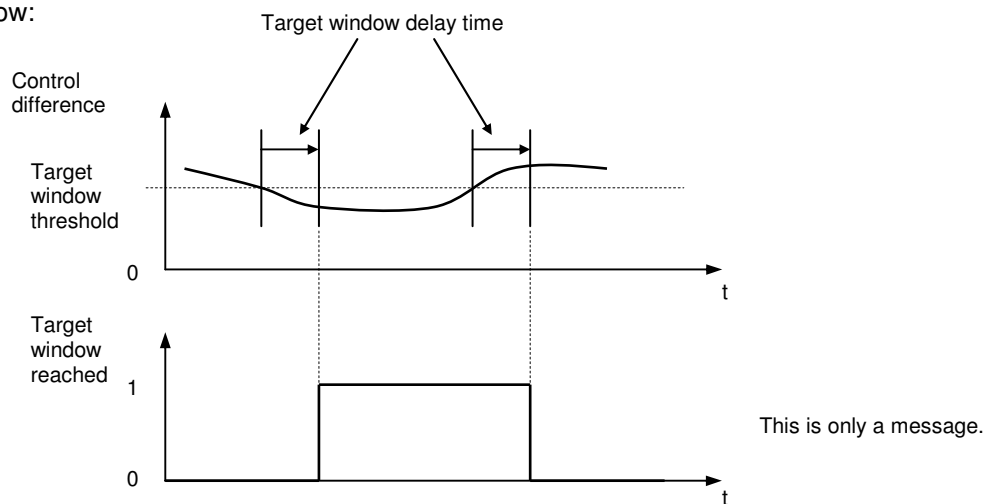 ow:
Target window delay time
Control
difference
Target
window
threshold
0
t
Target
window
reached
1
This is only a message.
0
t